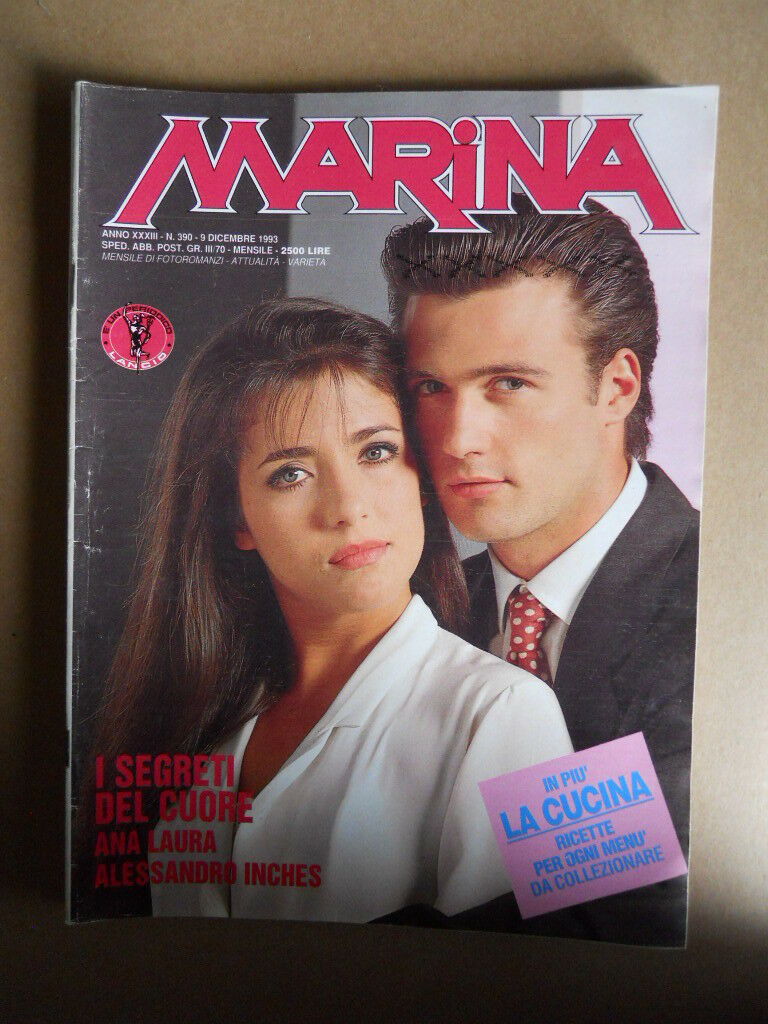 MARiNA
ANNO XXXIII - N. 390 - 9 DICEMBRE 1993
SPED. ABB. POST. GR. III/70 - MENSILE - 2500 LIRE
MENSILE DI FOTOROMANZI - ATTUALITÀ - VARIETÀ
È UN PERIODICO
LANCIO
I SEGRETI
DEL CUORE
ANA LAURA
ALESSANDRO INCHES
IN PIU'
LA CUCINA
RICETTE
PER OGNI MENU'
DA COLLEZIONARE